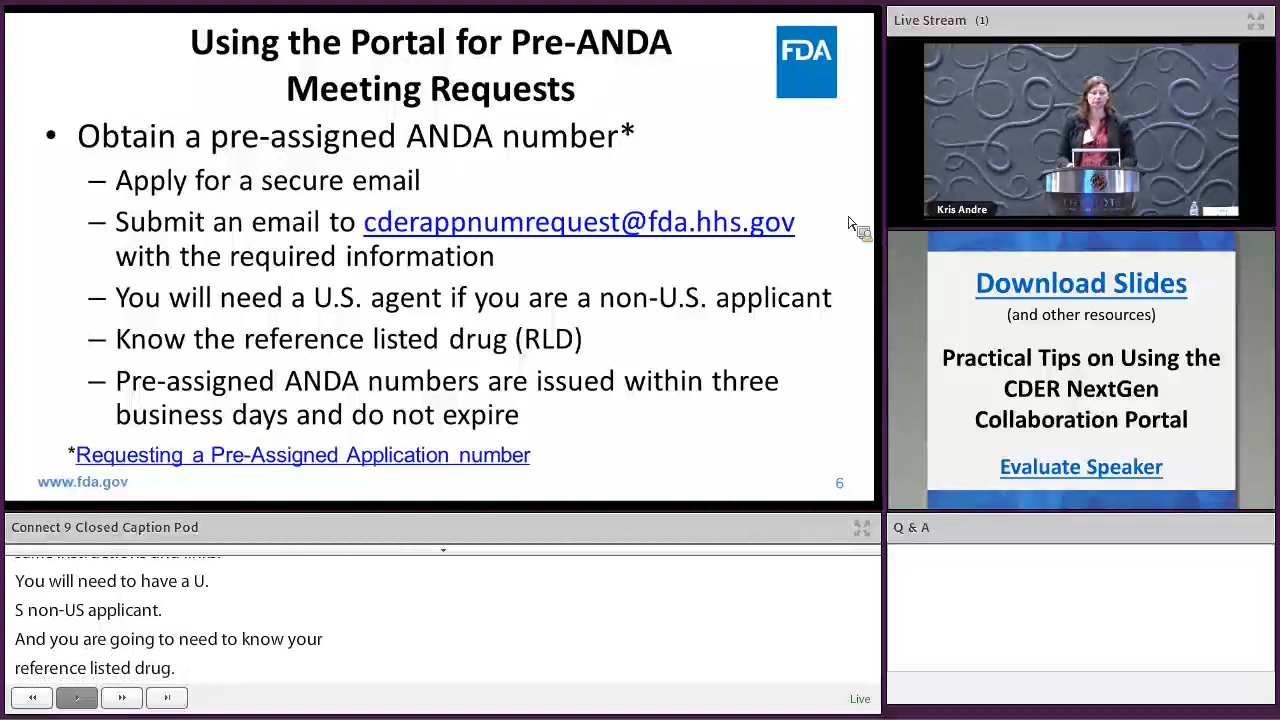 Using the Portal for Pre-ANDA
Meeting Requests
FDA
• Obtain a pre-assigned ANDA number*
– Apply for a secure email
– Submit an email to cderappnumrequest@fda.hhs.gov
with the required information
– You will need a U.S. agent if you are a non-U.S. applicant
– Know the reference listed drug (RLD)
– Pre-assigned ANDA numbers are issued within three
business days and do not expire
*Requesting a Pre-Assigned Application number
www.fda.gov
6
Live Stream (1)
Kris Andre
Download Slides
(and other resources)
Practical Tips on Using the
CDER NextGen
Collaboration Portal
Evaluate Speaker
Connect 9 Closed Caption Pod
You will need to have a U.
S non-US applicant.
And you are going to need to know your
reference listed drug.
Live
Q & A